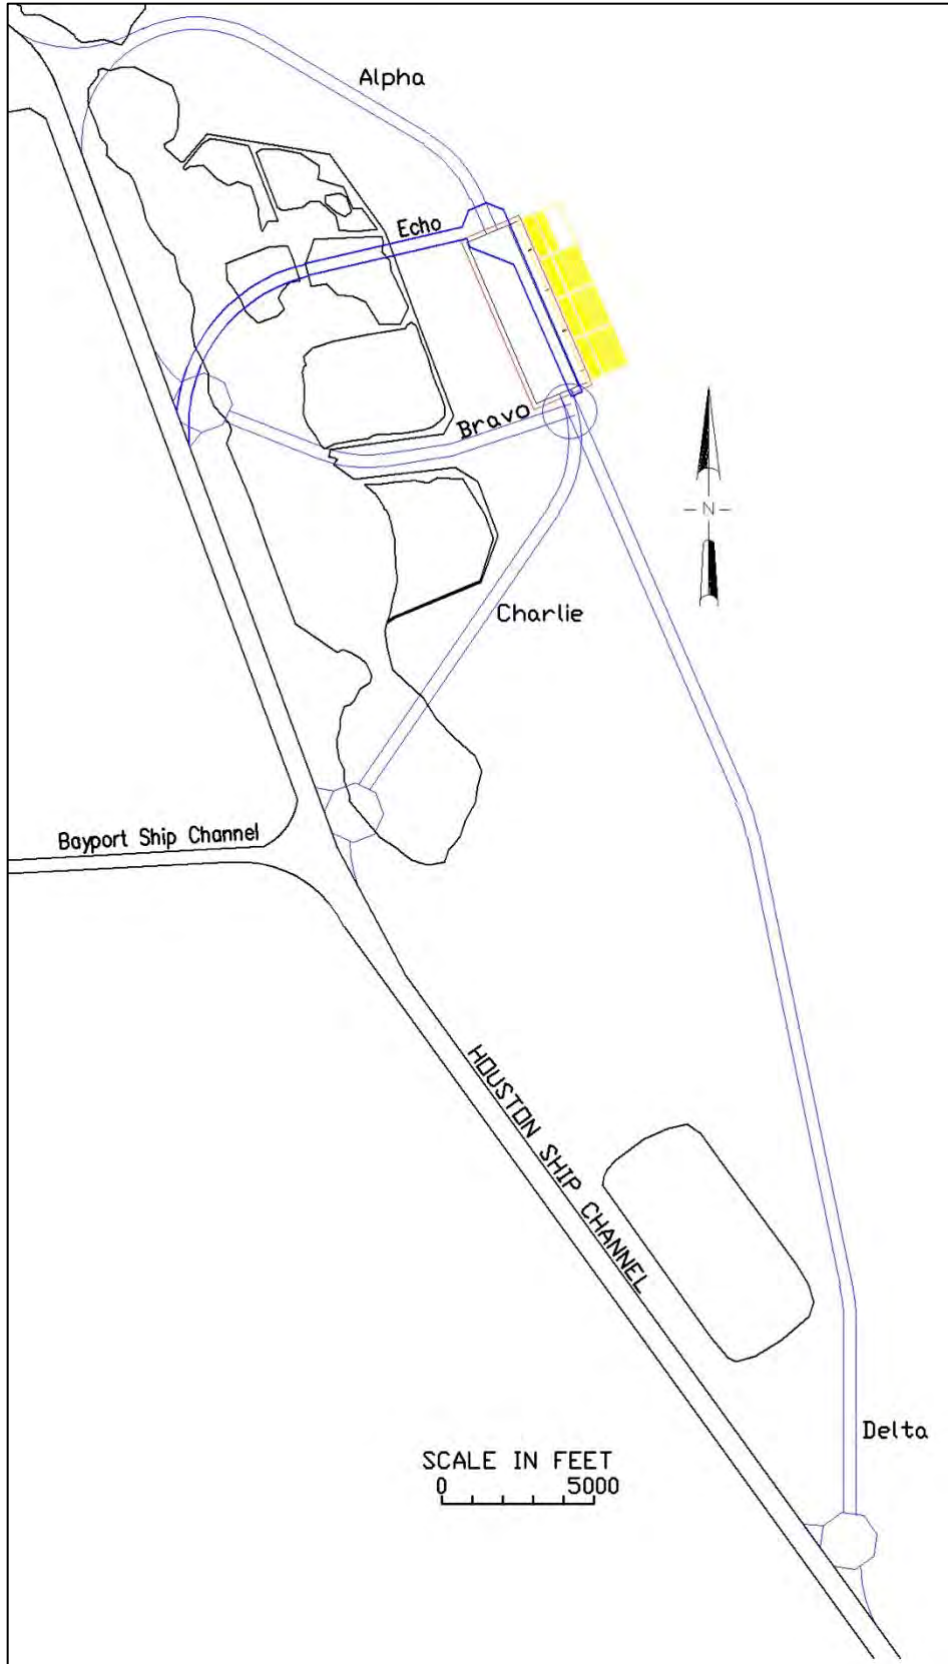 Alpha
Echo
Bravo
- N -
Charlie
Bayport Ship Channel
HOUSTON SHIP CHANNEL
Delta
SCALE IN FEET
0 5000